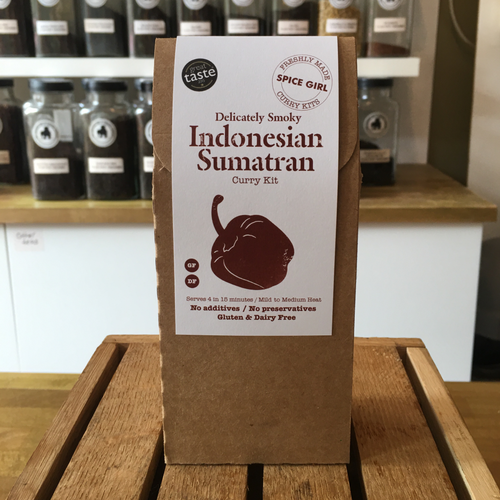 great
taste
FRESHLY MADE
SPICE GIRL
CURRY KITS
Delicately Smoky
Indonesian
Sumatran
Curry Kit
GF
DF
Serves 4 in 15 minutes / Mild to Medium Heat
No additives / No preservatives
Gluten & Dairy Free